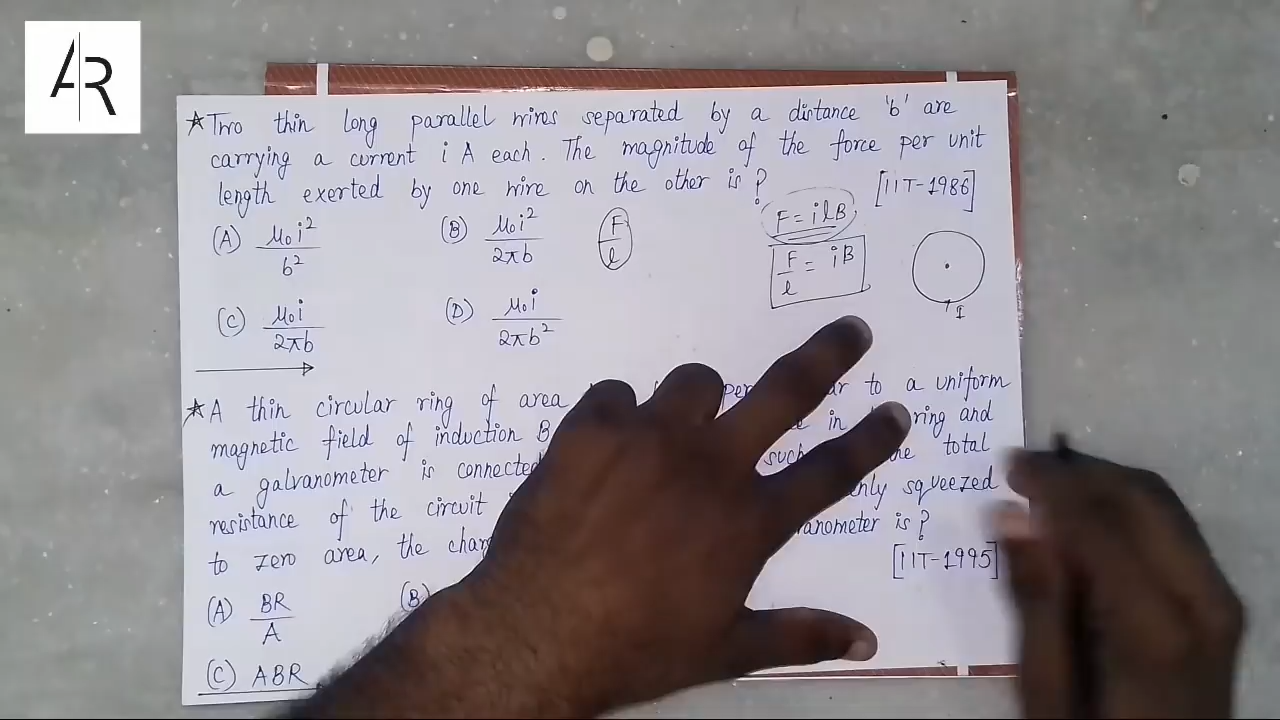 AR
★ Two thin long parallel wires separated by a distance 'b' are
carrying a current i A each. The magnitude of the force per unit
length exerted by one wire on the other is?
[IIT-1986]
(A) μ₀i²/b² (B) μ₀i²/2πb F/l
F = ilB
F/l = iB
(C) μ₀i/2πb (D) μ₀i/2πb²
I
★ A thin circular ring of area to a uniform
magnetic field of induction B in ring and
a galvanometer is connected such total
resistance of the circuit squeezed
to zero area, the is?
[IIT-1995]
(A) BR/A (B)
(C) ABR